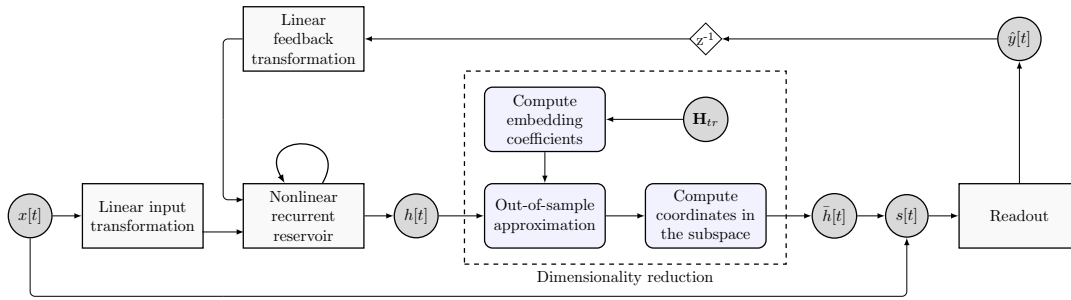 Linear
feedback
transformation
z⁻¹
ŷ[t]
Compute
embedding
coefficients
H_tr
x[t]
Linear input
transformation
Nonlinear
recurrent
reservoir
h[t]
Out-of-sample
approximation
Compute
coordinates in
the subspace
h̄[t]
s[t]
Readout
Dimensionality reduction